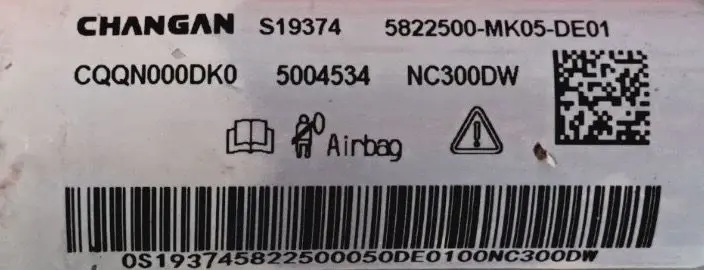 CHANGAN S19374 5822500-MK05-DE01
CQQN000DK0 5004534 NC300DW
Airbag
0S193745822500050DE0100NC300DW